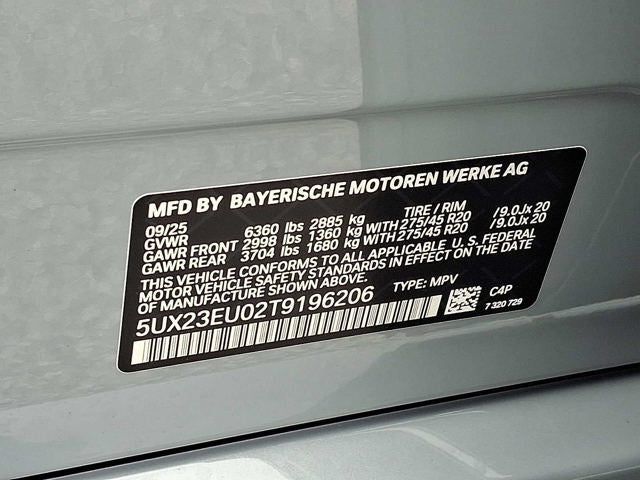 MFD BY BAYERISCHE MOTOREN WERKE AG
09/25 TIRE / RIM
GVWR 6360 lbs 2885 kg
GAWR FRONT 2998 lbs 1360 kg WITH 275/45 R20 / 9.0Jx 20
GAWR REAR 3704 lbs 1680 kg WITH 275/45 R20 / 9.0Jx 20
THIS VEHICLE CONFORMS TO ALL APPLICABLE U. S. FEDERAL
MOTOR VEHICLE SAFETY STANDARDS IN EFFECT ON THE DATE
OF MANUFACTURE SHOWN ABOVE.
TYPE: MPV C4P
5UX23EU02T9196206
7 320 729